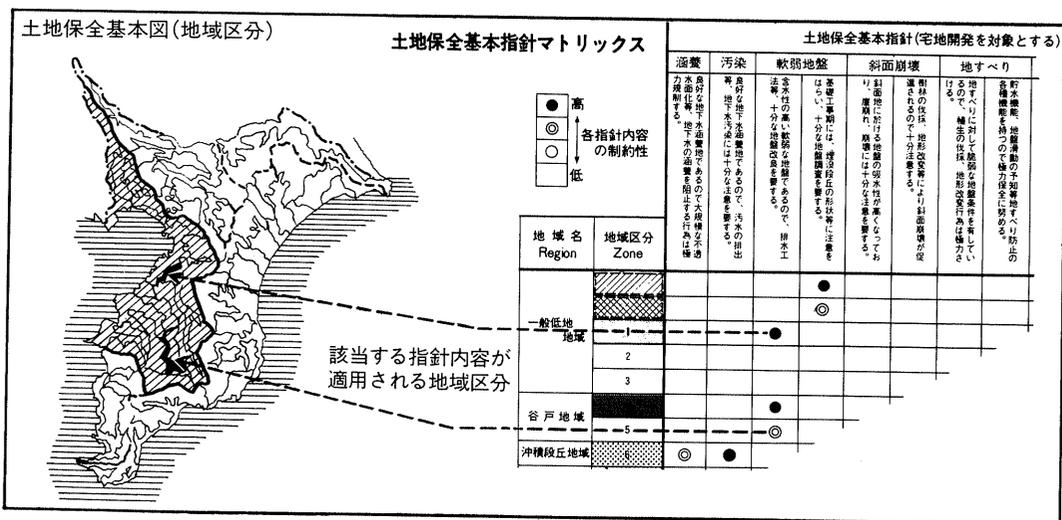 土地保全基本図(地域区分)
土地保全基本指針マトリックス
●高
◎
○
低
各指針内容
の制約性
土地保全基本指針(宅地開発を対象とする)
涵養 汚染 軟弱地盤 斜面崩壊 地すべり
良好な地下水涵養地であるので大規模な不透
水面化等、地下水の涵養を阻止する行為は極
力規制する。
良好な地下水涵養地であるので、汚水の排出
等、地下水汚染には十分な注意を要する。
含水性の高い軟弱な地盤であるので、排水工
法等、十分な地盤改良を要する。
基礎工事期には、埋没段丘の形状等に注意を
はらい、十分な地盤調査を要する。
斜面地に於ける地盤の吸水性が高くなってお
り、崖崩れ、崩壊には十分な注意を要する。
樹林の伐採、地形改変等により斜面崩壊が促
進されるので十分注意する。
地すべりに対して脆弱な地盤条件を有してい
るので、植生の伐採、地形改変行為は極力さ
ける。
貯水機能、地盤滑動の予知等地すべり防止の
各種機能を持つので極力保全に努める。
地域名
Region
地域区分
Zone
●
◎
一般低地
地域
1 ●
2
3
谷戸地域
●
5 ◎
沖積段丘地域 6 ◎ ●
該当する指針内容が
適用される地域区分